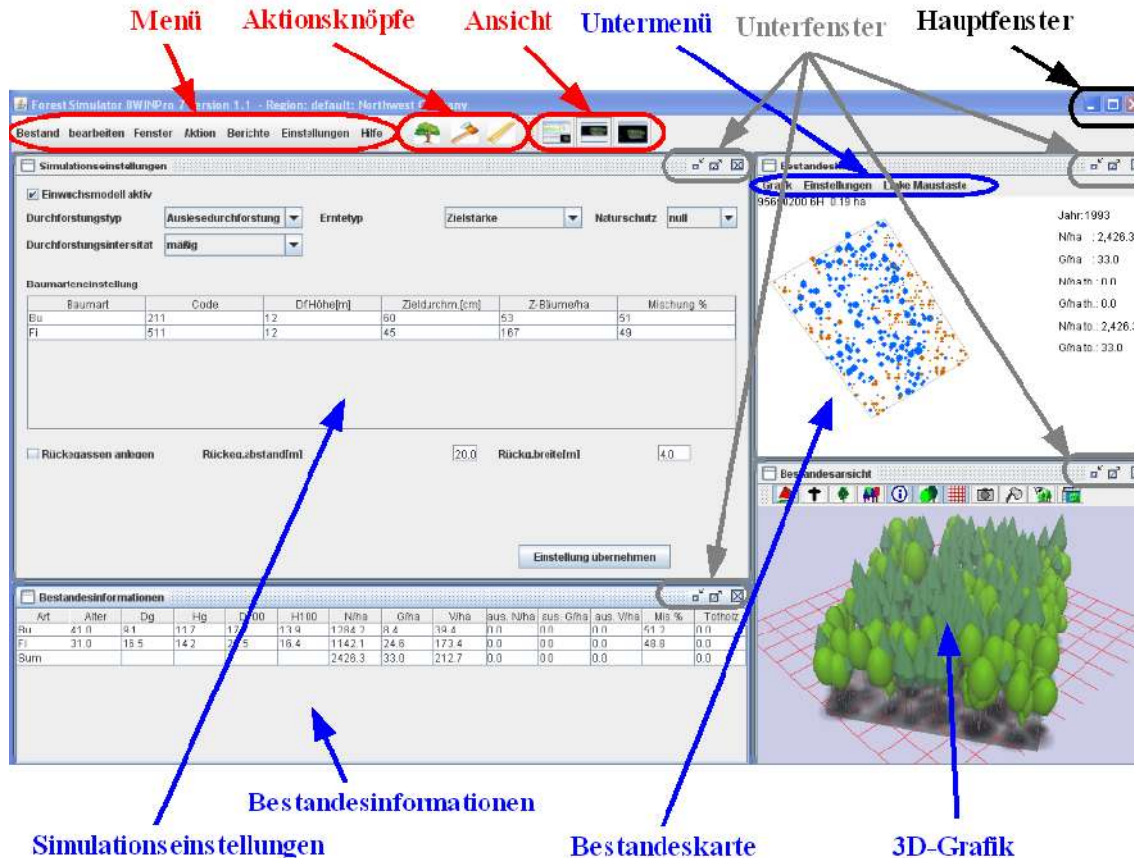 Menü Aktionsknöpfe Ansicht Untermenü Unterfenster Hauptfenster
Forest Simulator BWINPro 7 Version 1.1 - Region: default: Northwest Germany
Bestand bearbeiten Fenster Aktion Berichte Einstellungen Hilfe
Simulationseinstellungen
Einwuchsmodell aktiv
Durchforstungstyp Auslesedurchforstung Erntetyp Zielstärke Naturschutz null
Durchforstungsintensität mäßig
Baumarteneinstellung
Baumart Code DfHöhe[m] Zieldurchm.[cm] Z-Bäume/ha Mischung %
Bu 211 12 60 53 51
Fi 511 12 45 167 49
Rückegassen anlegen Rückeg.abstand[m] 20.0 Rückg.breite[m] 4.0
Einstellung übernehmen
Grafik Einstellungen Linke Maustaste
95690200 6H 0.19 ha
Jahr: 1993
N/ha : 2,426.3
G/ha : 33.0
N/ha th.: 0.0
G/ha th.: 0.0
N/ha to.: 2,426.3
G/ha to.: 33.0
Bestandesansicht
Bestandesinformationen
Art Alter Dg Hg H100 N/ha G/ha V/ha aus. N/ha aus. G/ha aus. V/ha Mis.% Totholz
Bu 41.0 9.1 11.7 13.9 1284.2 8.4 39.4 0.0 0.0 0.0 51.2 0.0
Fi 31.0 16.5 14.2 16.4 1142.1 24.6 173.4 0.0 0.0 0.0 48.8 0.0
Sum 2426.3 33.0 212.7 0.0 0.0 0.0 0.0
Bestandesinformationen
Simulationseinstellungen Bestandeskarte 3D-Grafik